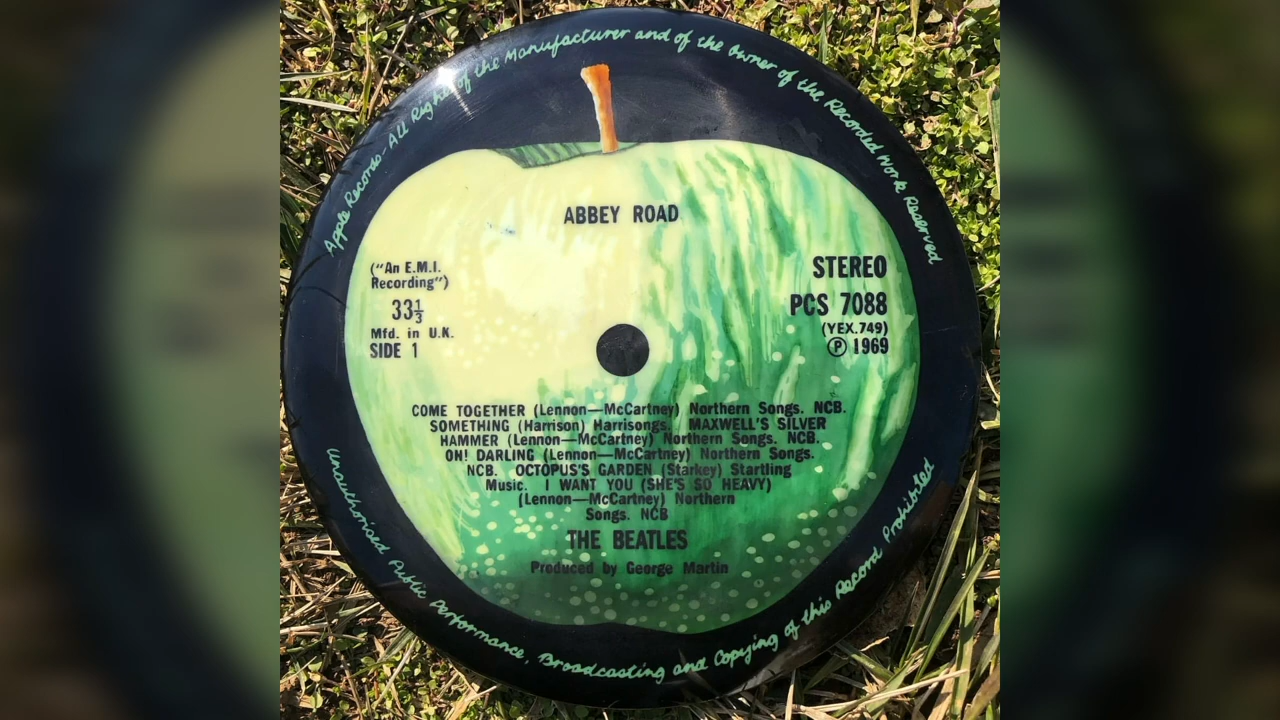 Apple Records - All Rights of the Manufacturer and of the Owner of the Recorded Work Reserved
ABBEY ROAD
("An E.M.I.
Recording")
33⅓
Mfd. in U.K.
SIDE 1
STEREO
PCS 7088
(YEX.749)
Ⓟ 1969
COME TOGETHER (Lennon—McCartney) Northern Songs. NCB.
SOMETHING (Harrison) Harrisongs. MAXWELL'S SILVER
HAMMER (Lennon—McCartney) Northern Songs. NCB.
OH! DARLING (Lennon—McCartney) Northern Songs.
NCB. OCTOPUS'S GARDEN (Starkey) Startling
Music. I WANT YOU (SHE'S SO HEAVY)
(Lennon—McCartney) Northern
Songs. NCB
THE BEATLES
Produced by George Martin
Unauthorised Public Performance, Broadcasting and Copying of this Record Prohibited